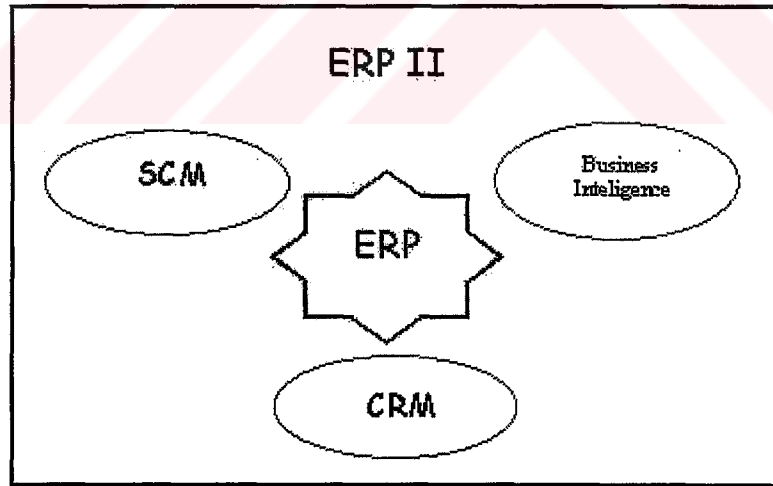 ERP II
SCM
Business
Inteligence
ERP
CRM